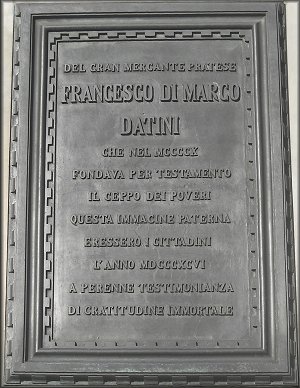 DEL GRAN MERCANTE PRATESE
FRANCESCO DI MARCO
DATINI
CHE NEL MCCCCX
FONDAVA PER TESTAMENTO
IL CEPPO DEI POVERI
QUESTA IMMAGINE PATERNA
ERESSERO I CITTADINI
L'ANNO MDCCCXCVI
A PERENNE TESTIMONIANZA
DI GRATITUDINE IMMORTALE